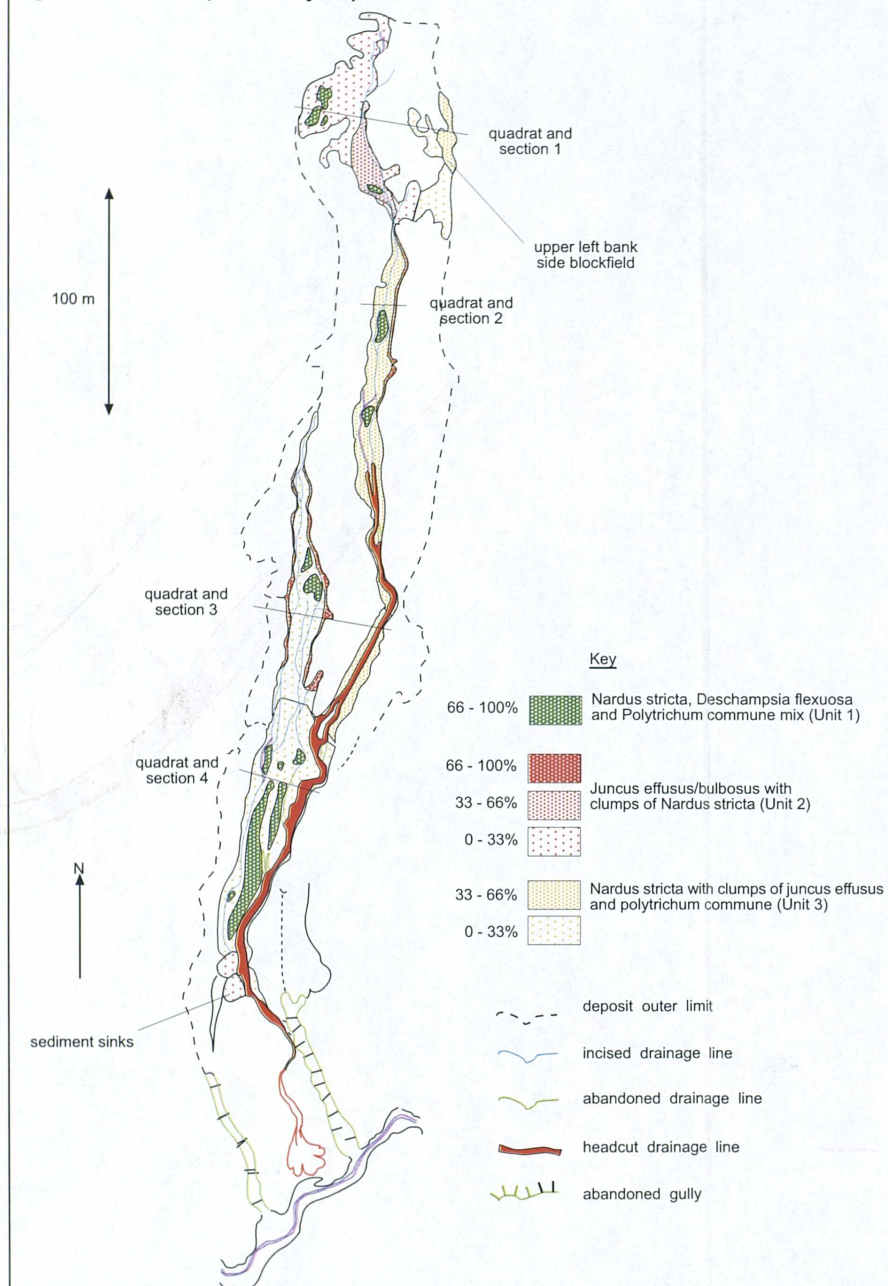 quadrat and
section 1
upper left bank
side blockfield
100 m
quadrat and
section 2
quadrat and
section 3
quadrat and
section 4
N
sediment sinks
Key
66 - 100%
Nardus stricta, Deschampsia flexuosa
and Polytrichum commune mix (Unit 1)
66 - 100%
33 - 66%
Juncus effusus/bulbosus with
clumps of Nardus stricta (Unit 2)
0 - 33%
33 - 66%
Nardus stricta with clumps of juncus effusus
and polytrichum commune (Unit 3)
0 - 33%
deposit outer limit
incised drainage line
abandoned drainage line
headcut drainage line
abandoned gully